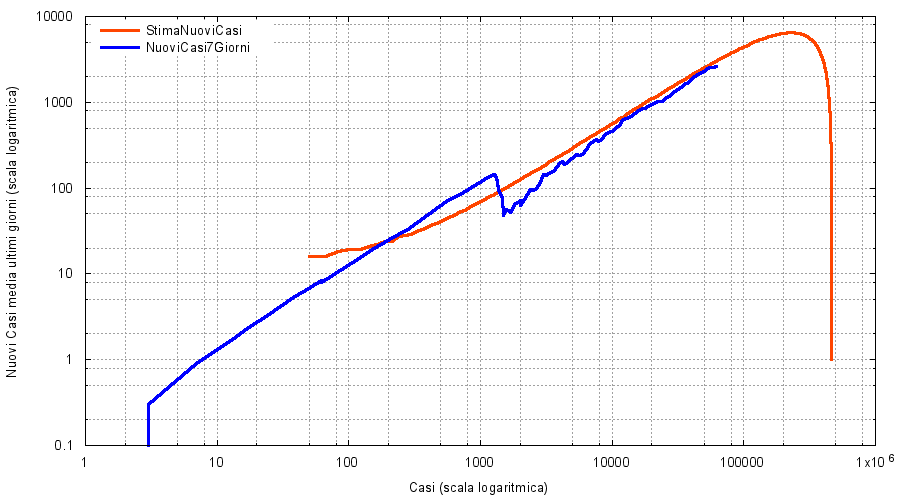 StimaNuoviCasi
NuoviCasi7Giorni
Nuovi Casi media ultimi giorni (scala logaritmica)
10000
1000
100
10
1
0.1
1 10 100 1000 10000 100000 1x10 6
Casi (scala logaritmica)